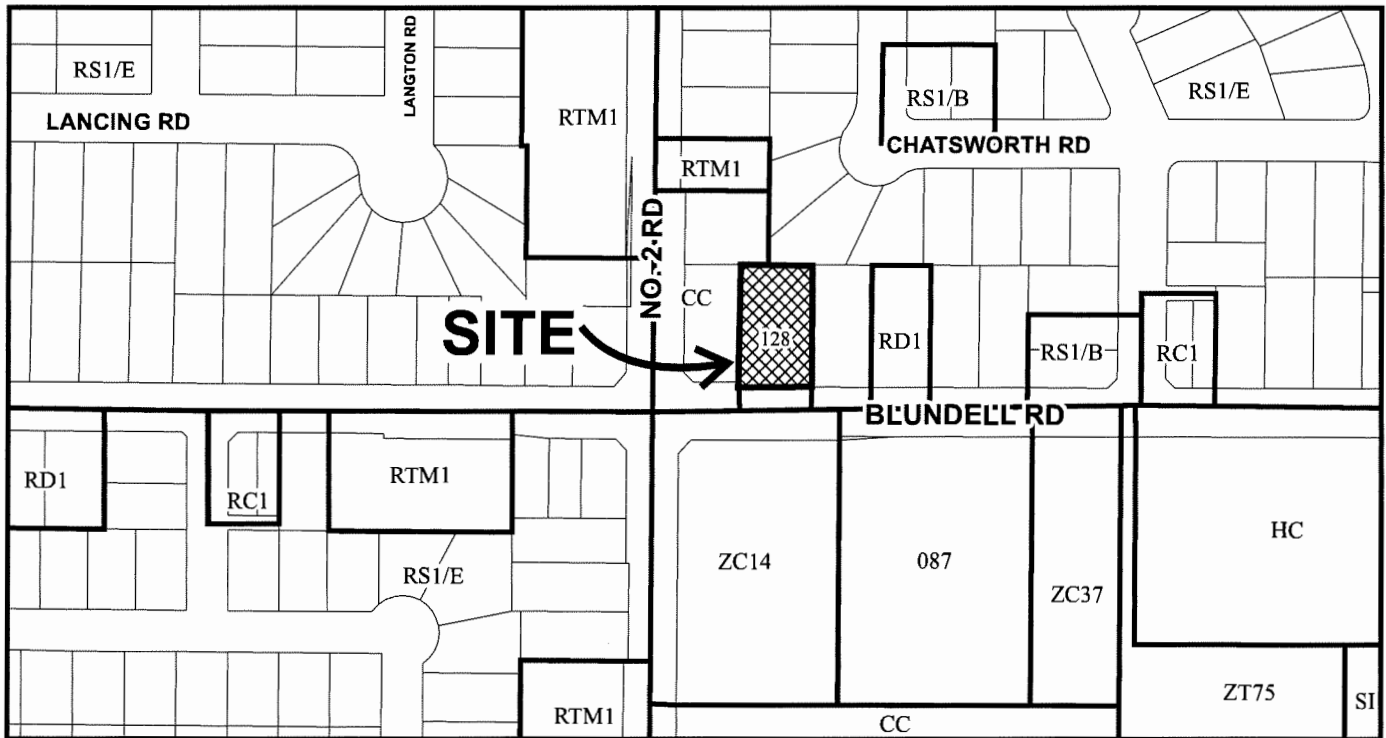 RS1/E
LANGTON RD
RTM1
RS1/B
RS1/E
LANCING RD
CHATSWORTH RD
RTM1
NO. 2 RD
CC
SITE
128
RD1
RS1/B
RC1
BLUNDELL RD
RD1
RC1
RTM1
ZC14
087
ZC37
HC
RS1/E
RTM1
CC
ZT75
SI